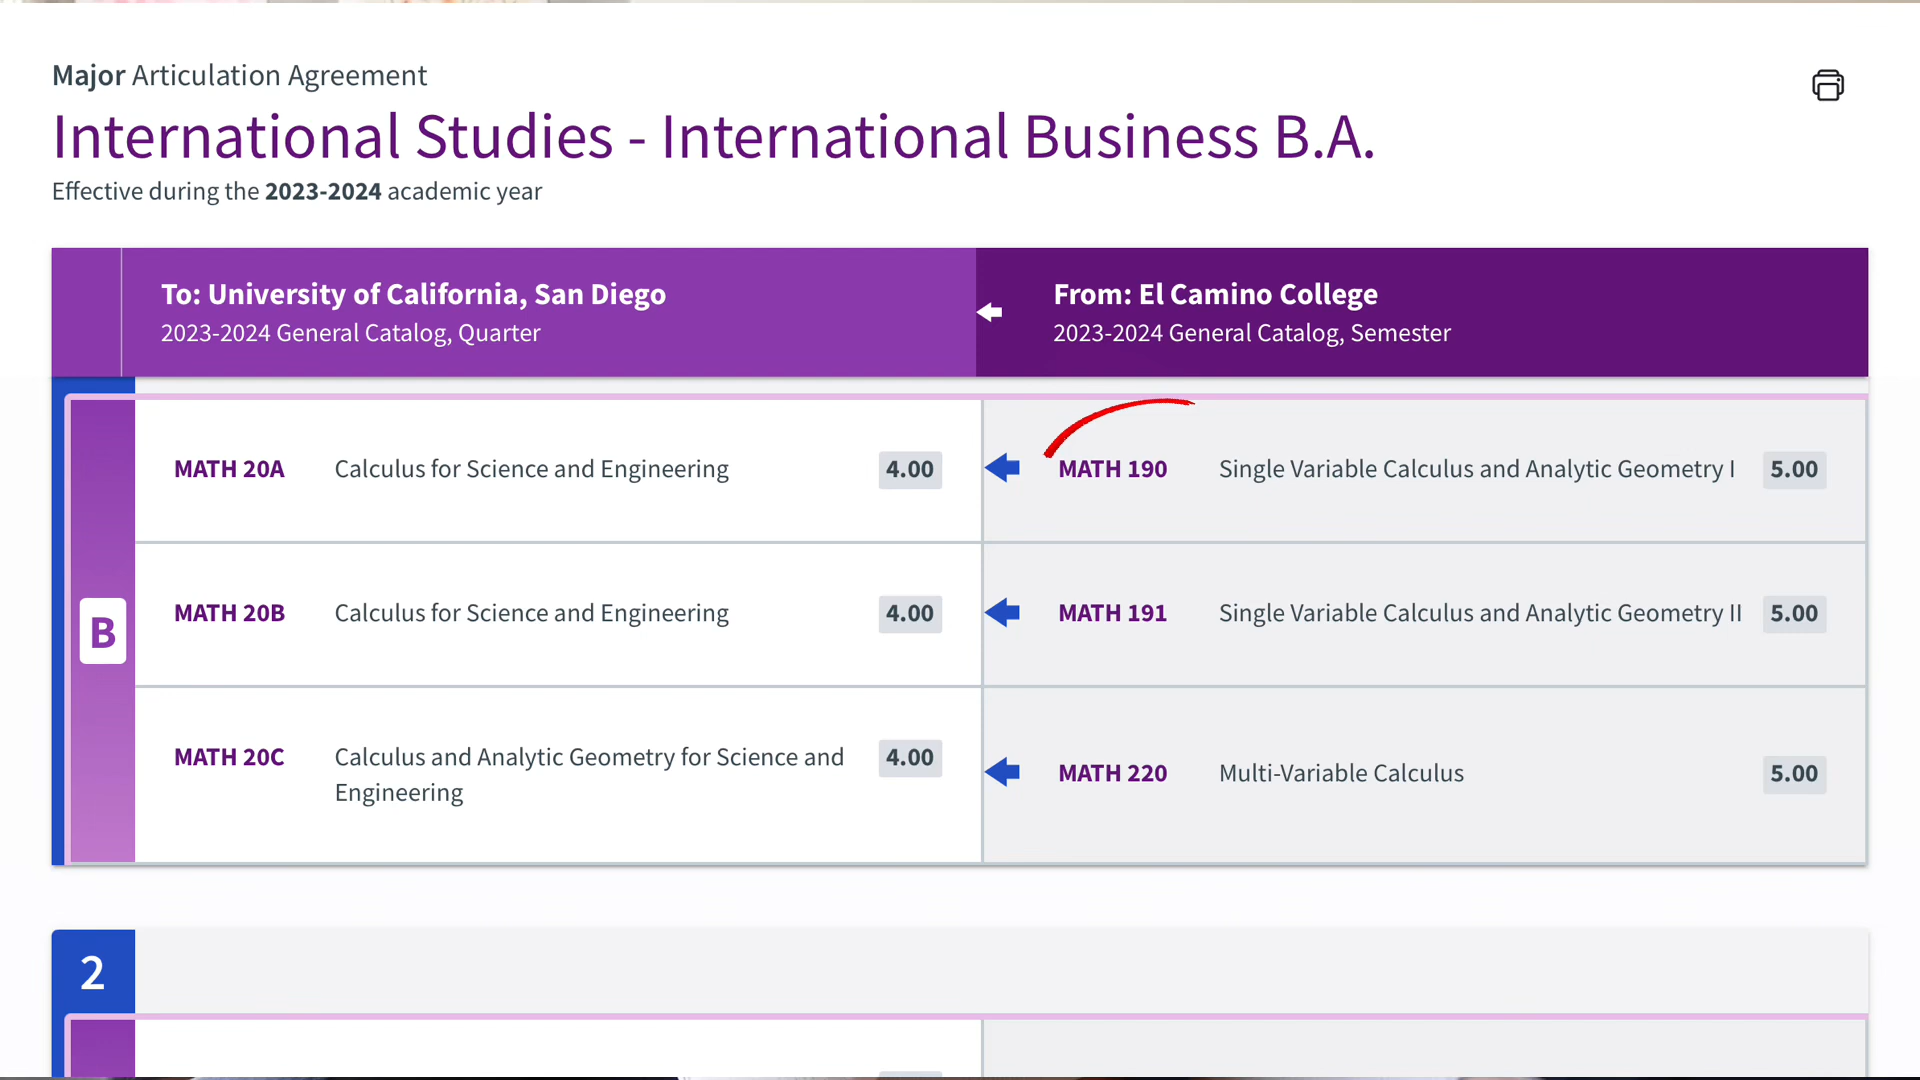 Major Articulation Agreement
International Studies - International Business B.A.
Effective during the 2023-2024 academic year
To: University of California, San Diego
2023-2024 General Catalog, Quarter
From: El Camino College
2023-2024 General Catalog, Semester
MATH 20A Calculus for Science and Engineering 4.00
MATH 190 Single Variable Calculus and Analytic Geometry I 5.00
B
MATH 20B Calculus for Science and Engineering 4.00
MATH 191 Single Variable Calculus and Analytic Geometry II 5.00
MATH 20C Calculus and Analytic Geometry for Science and
Engineering
4.00
MATH 220 Multi-Variable Calculus 5.00
2